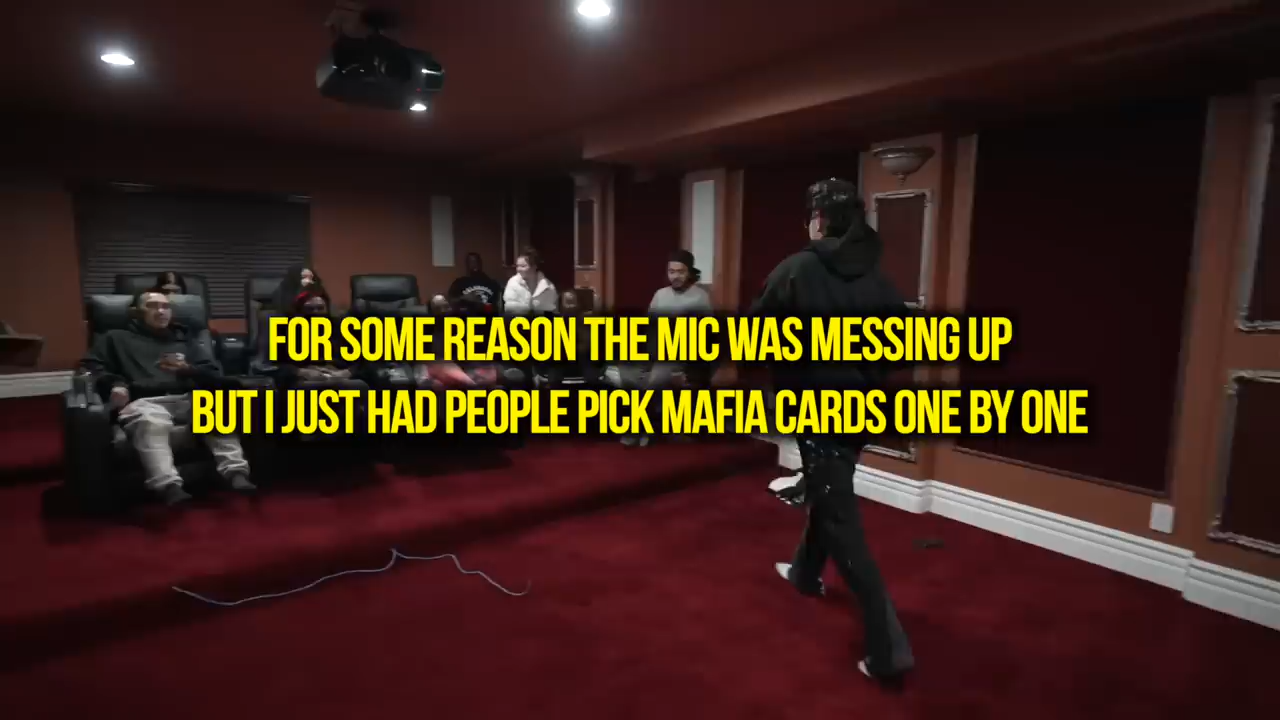 FOR SOME REASON THE MIC WAS MESSING UP
BUT I JUST HAD PEOPLE PICK MAFIA CARDS ONE BY ONE